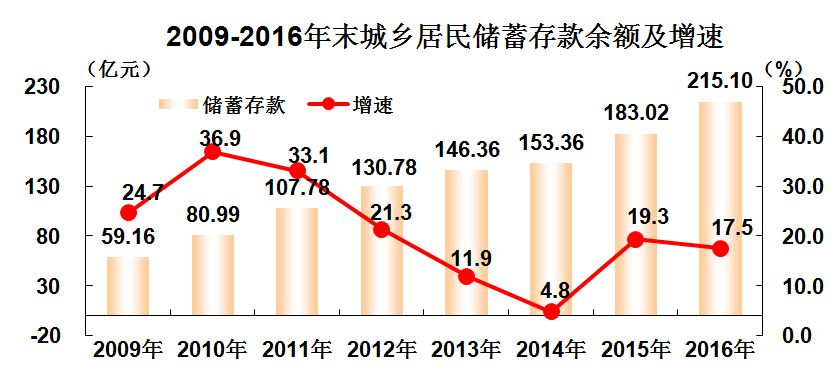 2009-2016年末城乡居民储蓄存款余额及增速
(亿元) (%)
储蓄存款 增速
230 180 130 80 30 -20
50.0 40.0 30.0 20.0 10.0 0.0
59.16 80.99 107.78 130.78 146.36 153.36 183.02 215.10
24.7 36.9 33.1 21.3 11.9 4.8 19.3 17.5
2009年 2010年 2011年 2012年 2013年 2014年 2015年 2016年